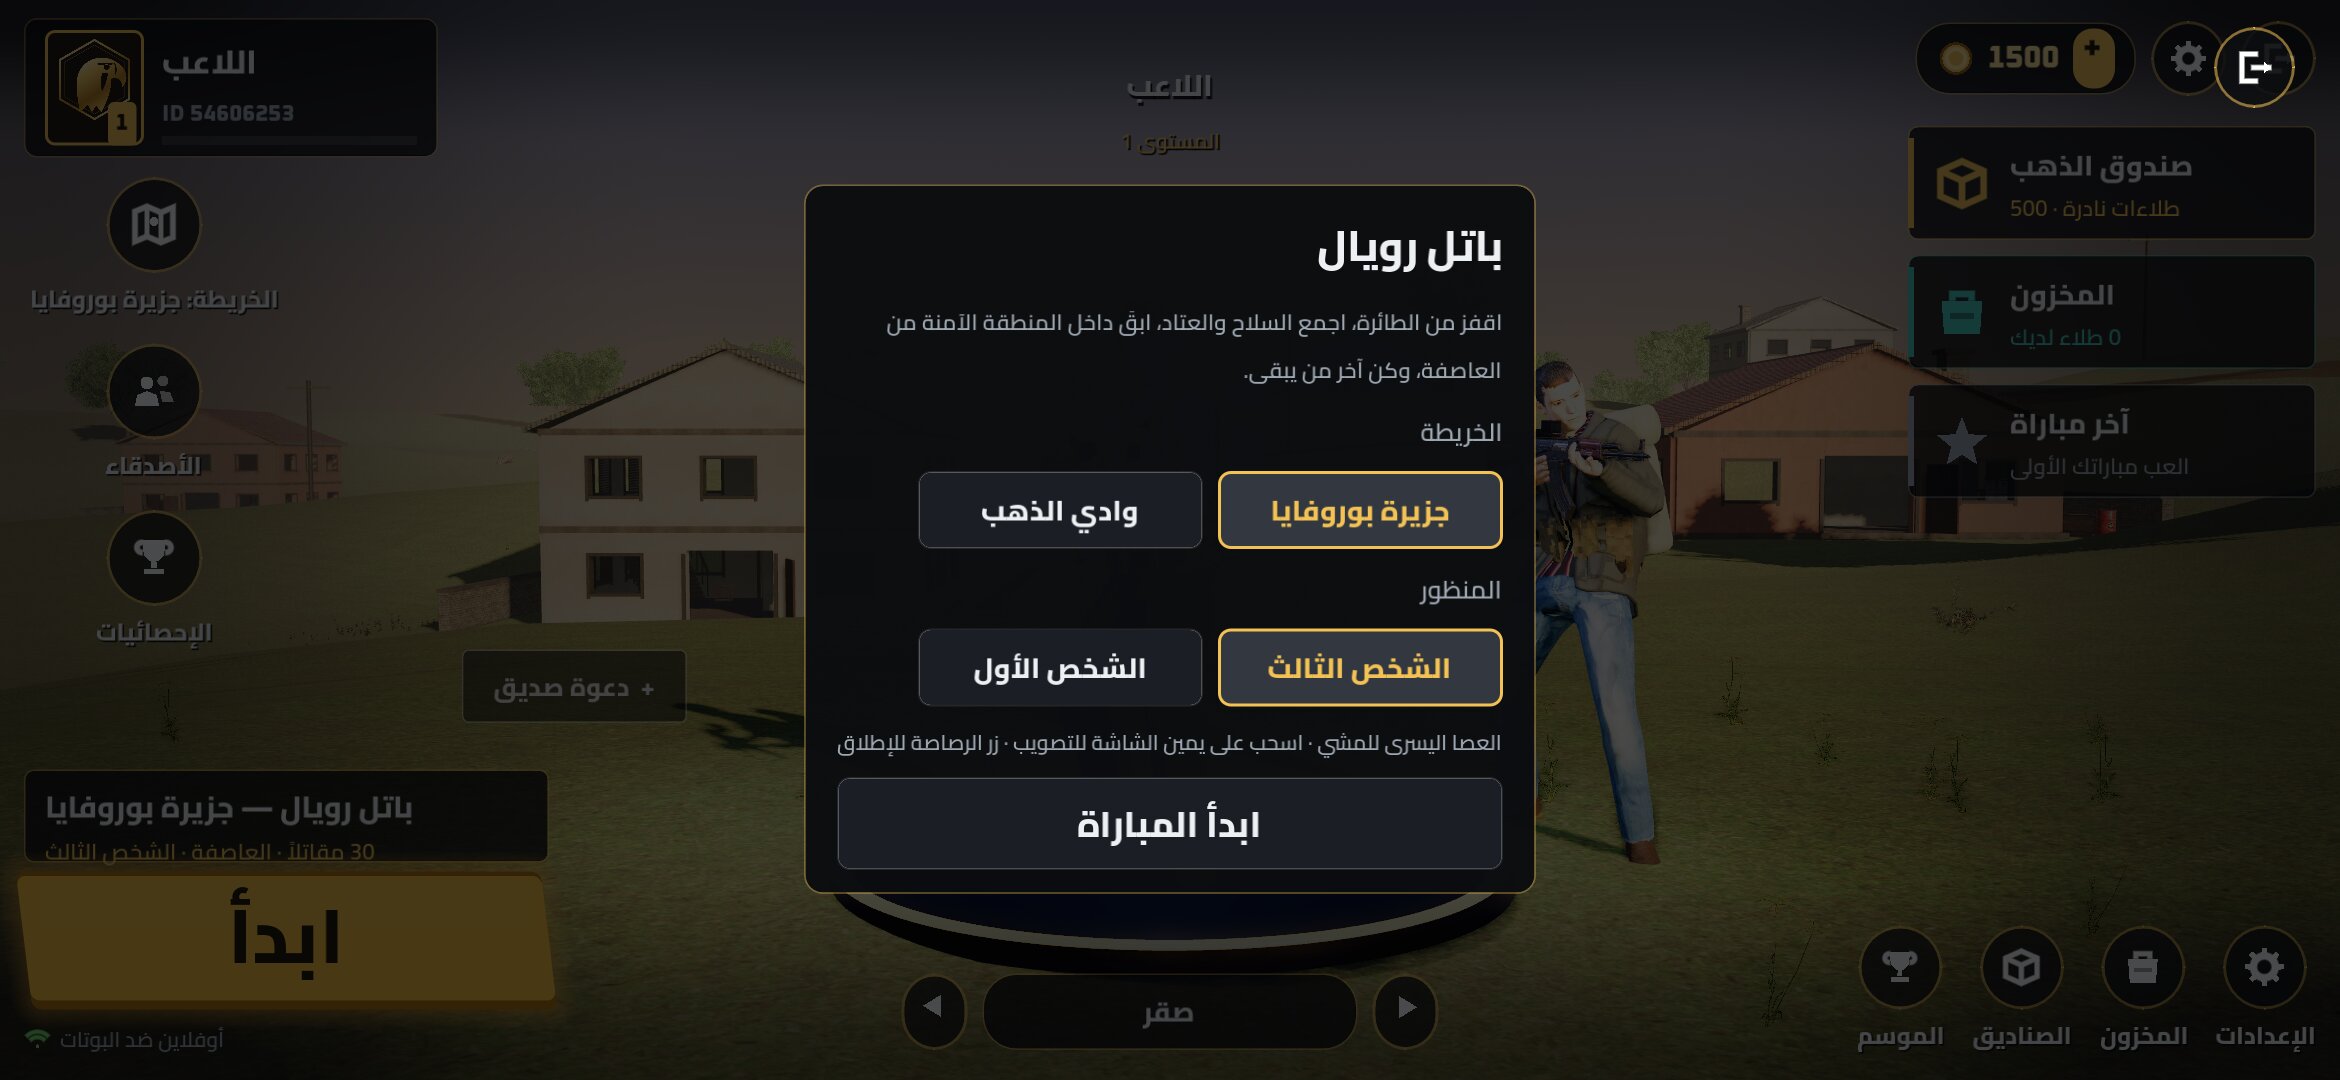 اللاعب
ID 54606253
1
اللاعب
المستوى 1
1500
+
صندوق الذهب
طلاءات نادرة · 500
المخزون
0 طلاء لديك
آخر مباراة
العب مباراتك الأولى
الخريطة: جزيرة بوروفايا
الأصدقاء
الإحصائيات
+ دعوة صديق
باتل رويال
اقفز من الطائرة، اجمع السلاح والعتاد، ابقَ داخل المنطقة الآمنة من
العاصفة، وكن آخر من يبقى.
الخريطة
جزيرة بوروفايا
وادي الذهب
المنظور
الشخص الثالث
الشخص الأول
العصا اليسرى للمشي · اسحب على يمين الشاشة للتصويب · زر الرصاصة للإطلاق
ابدأ المباراة
باتل رويال — جزيرة بوروفايا
30 مقاتلاً · العاصفة · الشخص الثالث
ابدأ
أوفلاين ضد البوتات
صقر
الإعدادات
المخزون
الصناديق
الموسم